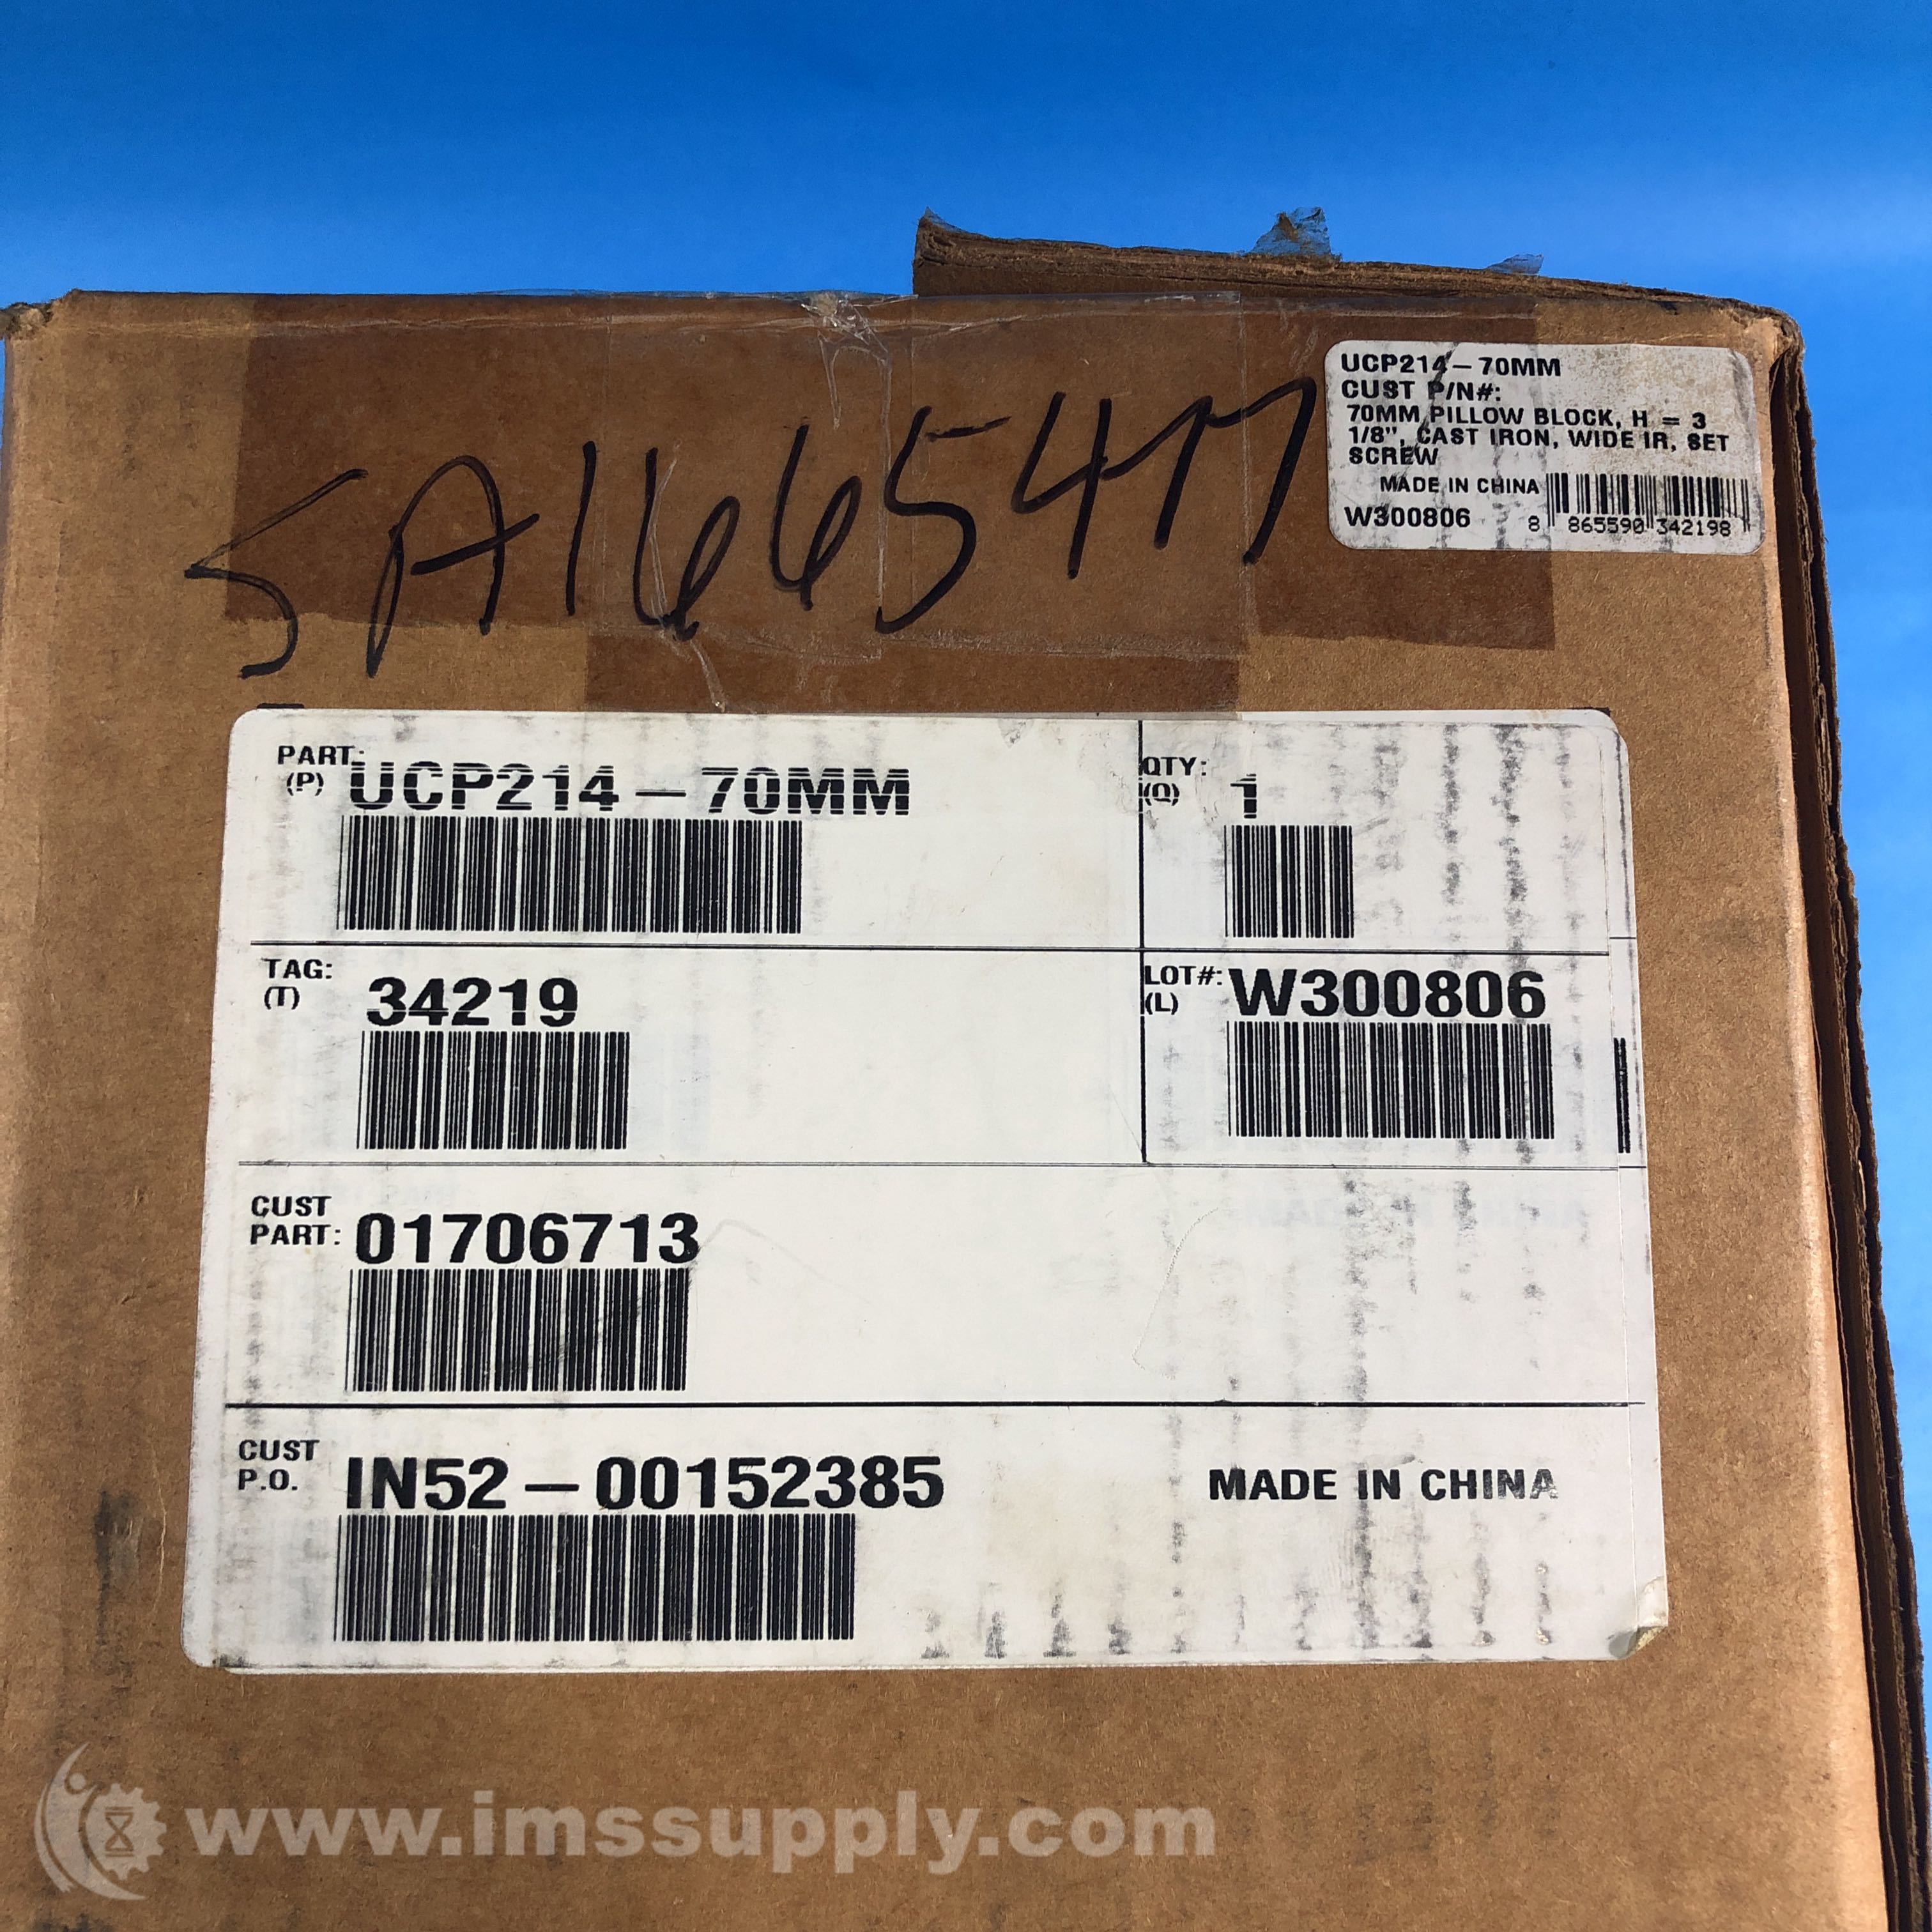 UCP214-70MM
CUST P/N#:
70MM PILLOW BLOCK, H = 3
1/8", CAST IRON, WIDE IR, SET
SCREW
MADE IN CHINA
W300806 8 865590 342198
SA16654M
PART: UCP214-70MM
(P)
QTY: 1
(Q)
TAG: 34219
(T)
LOT#: W300806
(L)
CUST
PART: 01706713
CUST
P.O. IN52-00152385
MADE IN CHINA
www.imssupply.com